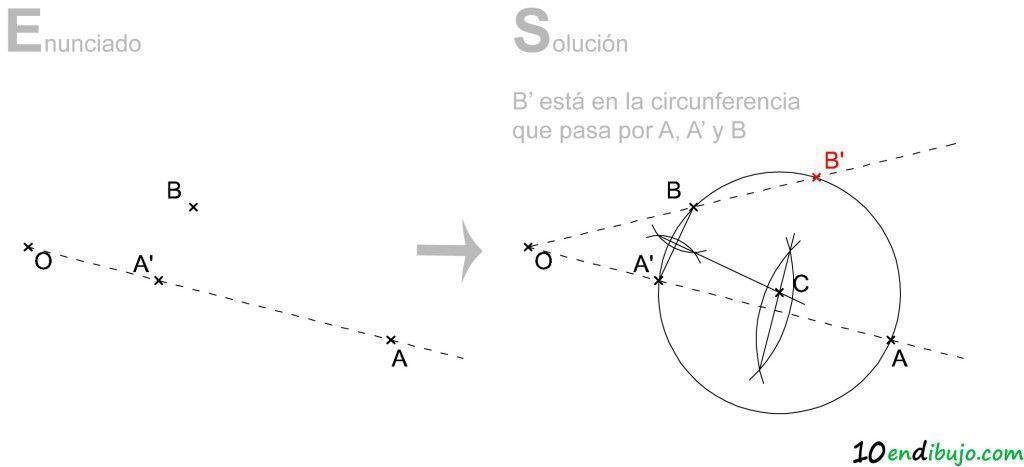 Enunciado
B
O
A'
A
Solución
B’ está en la circunferencia
que pasa por A, A’ y B
B'
B
O
A'
C
A
10endibujo.com